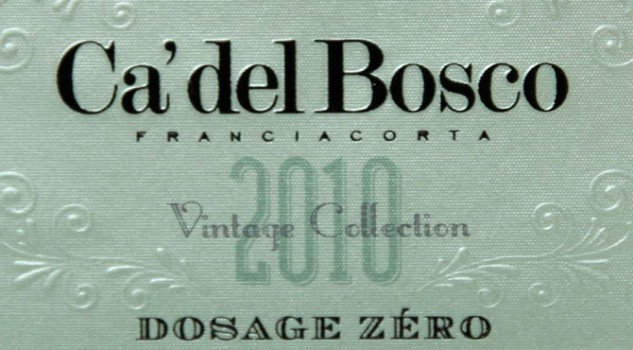 Ca'del Bosco
FRANCIACORTA
2010
Vintage Collection
DOSAGE ZÉRO